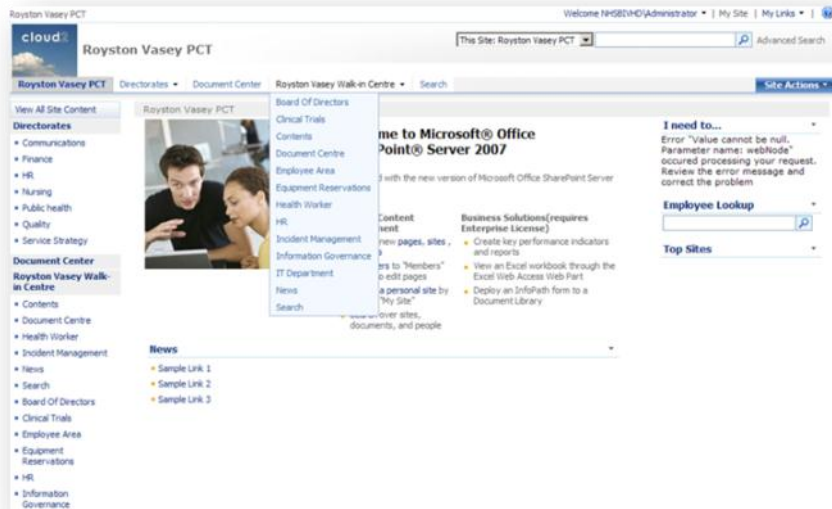 Royston Vasey PCT
Welcome NHSBIVHD\Administrator | My Site | My Links |
cloud2
Royston Vasey PCT
This Site: Royston Vasey PCT
Advanced Search
Royston Vasey PCT Directorates Document Center Royston Vasey Walk-in Centre Search
Site Actions
View All Site Content
Directorates
Communications
Finance
HR
Nursing
Public health
Quality
Service Strategy
Document Center
Royston Vasey Walk-
in Centre
Contents
Document Centre
Health Worker
Incident Management
News
Search
Board Of Directors
Clinical Trials
Employee Area
Equipment
Reservations
HR
Information
Governance
Royston Vasey PCT
Board Of Directors
Clinical Trials
Contents
Document Centre
Employee Area
Equipment Reservations
Health Worker
HR
Incident Management
Information Governance
IT Department
News
Search
me to Microsoft® Office
Point® Server 2007
with the new version of Microsoft Office SharePoint Server
Content
ment
new pages, sites ,
ers to "Members"
to edit pages
a personal site by
"My Site"
over sites,
documents, and people
Business Solutions(requires
Enterprise License)
Create key performance indicators
and reports
View an Excel workbook through the
Excel Web Access Web Part
Deploy an InfoPath form to a
Document Library
News
Sample Link 1
Sample Link 2
Sample Link 3
I need to...
Error "Value cannot be null.
Parameter name: webNode"
occured processing your request.
Review the error message and
correct the problem
Employee Lookup
Top Sites